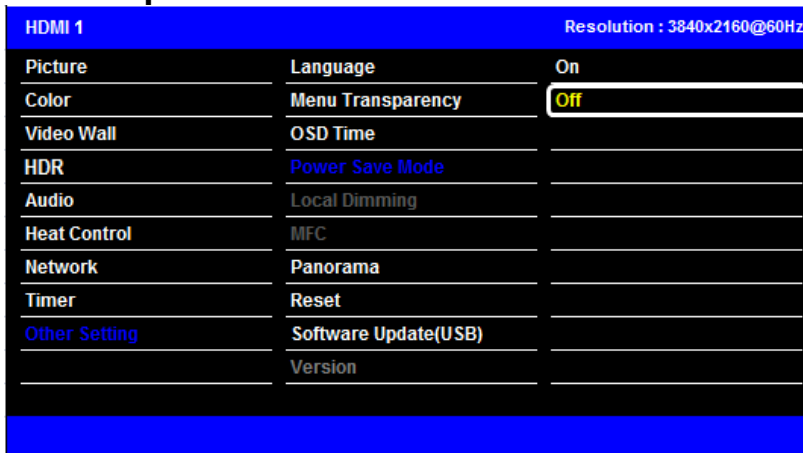 HDMI 1 Resolution : 3840x2160@60Hz
Picture Language On
Color Menu Transparency Off
Video Wall OSD Time
HDR Power Save Mode
Audio Local Dimming
Heat Control MFC
Network Panorama
Timer Reset
Other Setting Software Update(USB)
Version